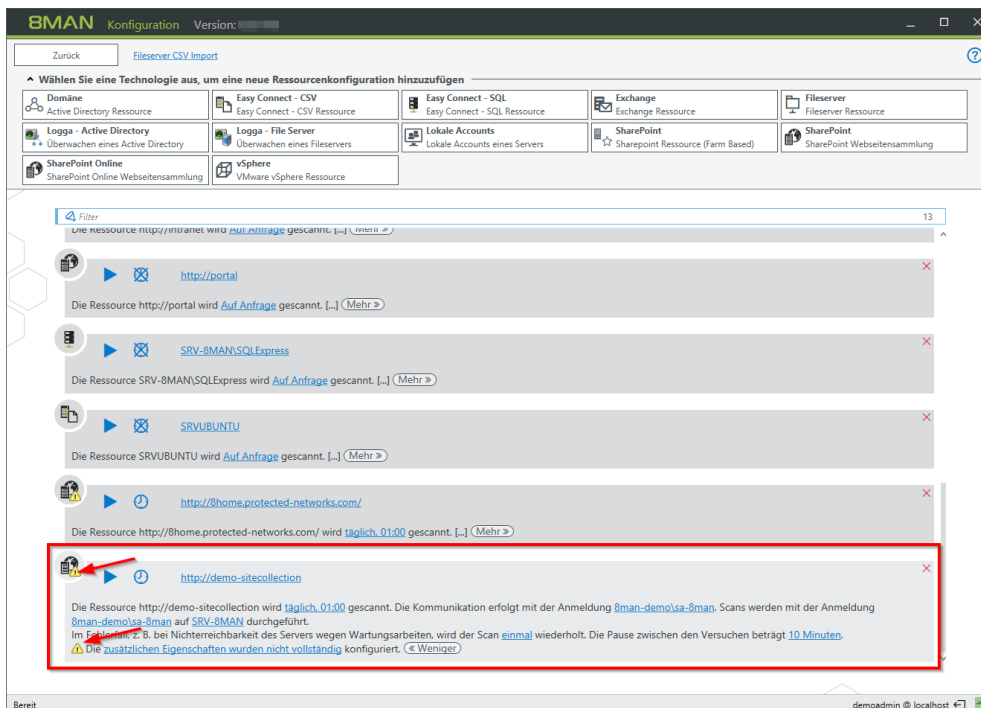 8MAN Konfiguration Version:
Zurück Fileserver CSV Import
Wählen Sie eine Technologie aus, um eine neue Ressourcenkonfiguration hinzuzufügen
Domäne
Active Directory Ressource
Easy Connect - CSV
Easy Connect - CSV Ressource
Easy Connect - SQL
Easy Connect - SQL Ressource
Exchange
Exchange Ressource
Fileserver
Fileserver Ressource
Logga - Active Directory
Überwachen eines Active Directory
Logga - File Server
Überwachen eines Fileservers
Lokale Accounts
Lokale Accounts eines Servers
SharePoint
Sharepoint Ressource (Farm Based)
SharePoint
SharePoint Webseitensammlung
SharePoint Online
SharePoint Online Webseitensammlung
vSphere
VMware vSphere Ressource
Filter 13
Die Ressource http://intranet wird Auf Anfrage gescannt. [...] Mehr »
http://portal
Die Ressource http://portal wird Auf Anfrage gescannt. [...] Mehr »
SRV-8MAN\SQLExpress
Die Ressource SRV-8MAN\SQLExpress wird Auf Anfrage gescannt. [...] Mehr »
SRVUBUNTU
Die Ressource SRVUBUNTU wird Auf Anfrage gescannt. [...] Mehr »
http://8home.protected-networks.com/
Die Ressource http://8home.protected-networks.com/ wird täglich, 01:00 gescannt. [...] Mehr »
http://demo-sitecollection
Die Ressource http://demo-sitecollection wird täglich, 01:00 gescannt. Die Kommunikation erfolgt mit der Anmeldung 8man-demo\sa-8man. Scans werden mit der Anmeldung
8man-demo\sa-8man auf SRV-8MAN durchgeführt.
Im Fehlerfall, z. B. bei Nichterreichbarkeit des Servers wegen Wartungsarbeiten, wird der Scan einmal wiederholt. Die Pause zwischen den Versuchen beträgt 10 Minuten.
Die zusätzlichen Eigenschaften wurden nicht vollständig konfiguriert. « Weniger
Bereit demoadmin @ localhost